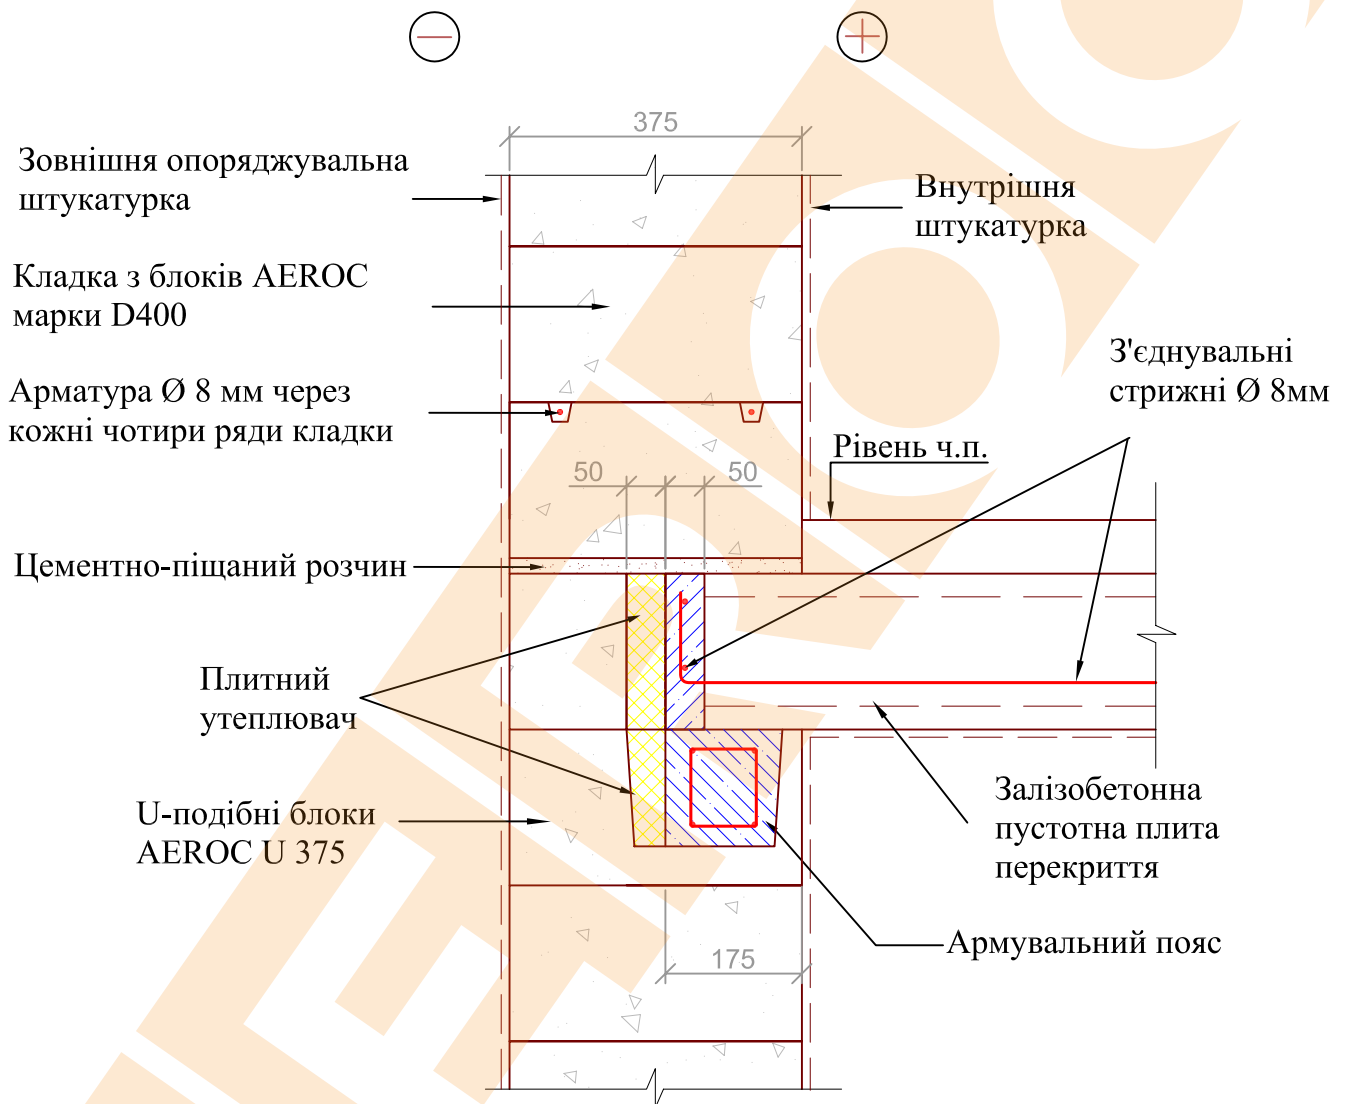 375
Зовнішня опоряджувальна
штукатурка
Внутрішня
штукатурка
Кладка з блоків AEROC
марки D400
З'єднувальні
стрижні Ø 8мм
Арматура Ø 8 мм через
кожні чотири ряди кладки
Рівень ч.п.
50
50
Цементно-піщаний розчин
Плитний
утеплювач
U-подібні блоки
AEROC U 375
Залізобетонна
пустотна плита
перекриття
Армувальний пояс
175
AEROC